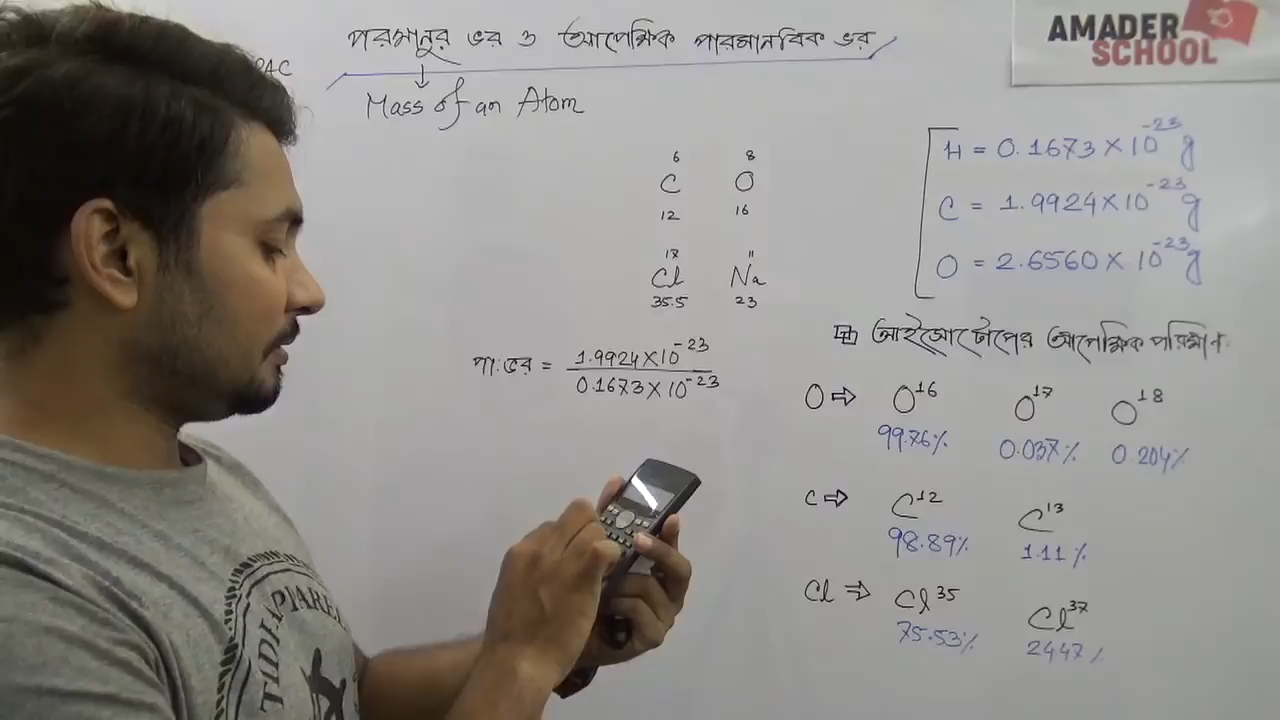 পরমানুর ভর ও আপেক্ষিক পারমানবিক ভর
Mass of an Atom
AMADER
SCHOOL
6 8
C O
12 16
17 11
Cl Na
35.5 23
পাঃ ভর = 1.9924×10⁻²³
0.1673×10⁻²³
H = 0.1673×10⁻²³ g
C = 1.9924×10⁻²³ g
O = 2.6560×10⁻²³ g
আইসোটোপের আপেক্ষিক পরিমাণ
O ⇒ O¹⁶ O¹⁷ O¹⁸
99.76% 0.037% 0.204%
C ⇒ C¹² C¹³
98.89% 1.11%
Cl ⇒ Cl³⁵ Cl³⁷
75.53% 24.47%